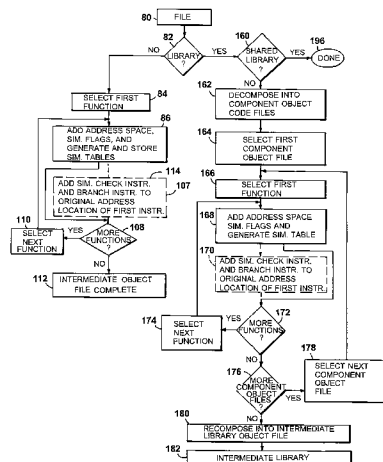 80
FILE
82
LIBRARY
?
NO
YES
160
SHARED
LIBRARY
?
YES
196
DONE
84
SELECT FIRST
FUNCTION
86
ADD ADDRESS SPACE,
SIM. FLAGS, AND
GENERATE AND STORE
SIM. TABLES
114
107
ADD SIM. CHECK INSTR.
AND BRANCH INSTR. TO
ORIGINAL ADDRESS
LOCATION OF FIRST INSTR.
110
SELECT
NEXT
FUNCTION
YES
108
MORE
FUNCTIONS
?
NO
112
INTERMEDIATE OBJECT
FILE COMPLETE
NO
162
DECOMPOSE INTO
COMPONENT OBJECT
CODE FILES
164
SELECT FIRST
COMPONENT
OBJECT FILE
166
SELECT FIRST
FUNCTION
168
ADD ADDRESS SPACE
SIM. FLAGS AND
GENERATE SIM. TABLE
170
ADD SIM. CHECK INSTR.
AND BRANCH INSTR. TO
ORIGINAL ADDRESS
LOCATION OF FIRST INSTR.
172
MORE
FUNCTIONS
?
YES
174
SELECT
NEXT
FUNCTION
NO
176
MORE
COMPONENT
OBJECT
FILES
?
YES
178
SELECT NEXT
COMPONENT
OBJECT
FILE
NO
180
RECOMPOSE INTO INTERMEDIATE
LIBRARY OBJECT FILE
182
INTERMEDIATE LIBRARY